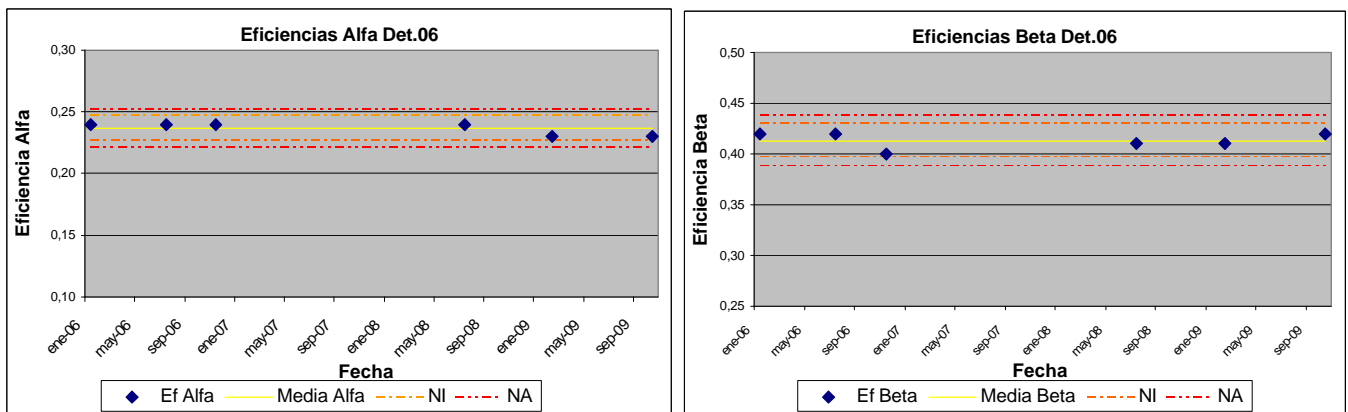 Eficiencias Alfa Det.06
0,30
0,25
0,20
0,15
0,10
Eficiencia Alfa
ene-06
may-06
sep-06
ene-07
may-07
sep-07
ene-08
may-08
sep-08
ene-09
may-09
sep-09
Fecha
Ef Alfa Media Alfa NI NA
Eficiencias Beta Det.06
0,50
0,45
0,40
0,35
0,30
0,25
Eficiencia Beta
ene-06
may-06
sep-06
ene-07
may-07
sep-07
ene-08
may-08
sep-08
ene-09
may-09
sep-09
Fecha
Ef Beta Media Beta NI NA